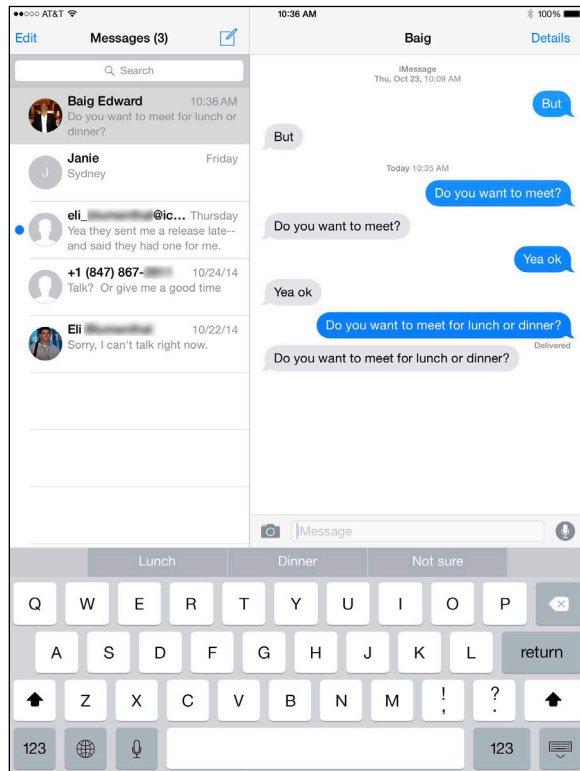 AT&T 10:36 AM 100%
Edit Messages (3) Baig Details
Search
Baig Edward 10:36 AM
Do you want to meet for lunch or
dinner?
J
Janie Friday
Sydney
eli_ @ic... Thursday
Yea they sent me a release late--
and said they had one for me.
+1 (847) 867- 10/24/14
Talk? Or give me a good time
Eli 10/22/14
Sorry, I can't talk right now.
iMessage
Thu, Oct 23, 10:09 AM
But
But
Today 10:35 AM
Do you want to meet?
Do you want to meet?
Yea ok
Yea ok
Do you want to meet for lunch or dinner?
Delivered
Do you want to meet for lunch or dinner?
iMessage
Lunch Dinner Not sure
Q W E R T Y U I O P
A S D F G H J K L return
Z X C V B N M ! , ? .
123 123